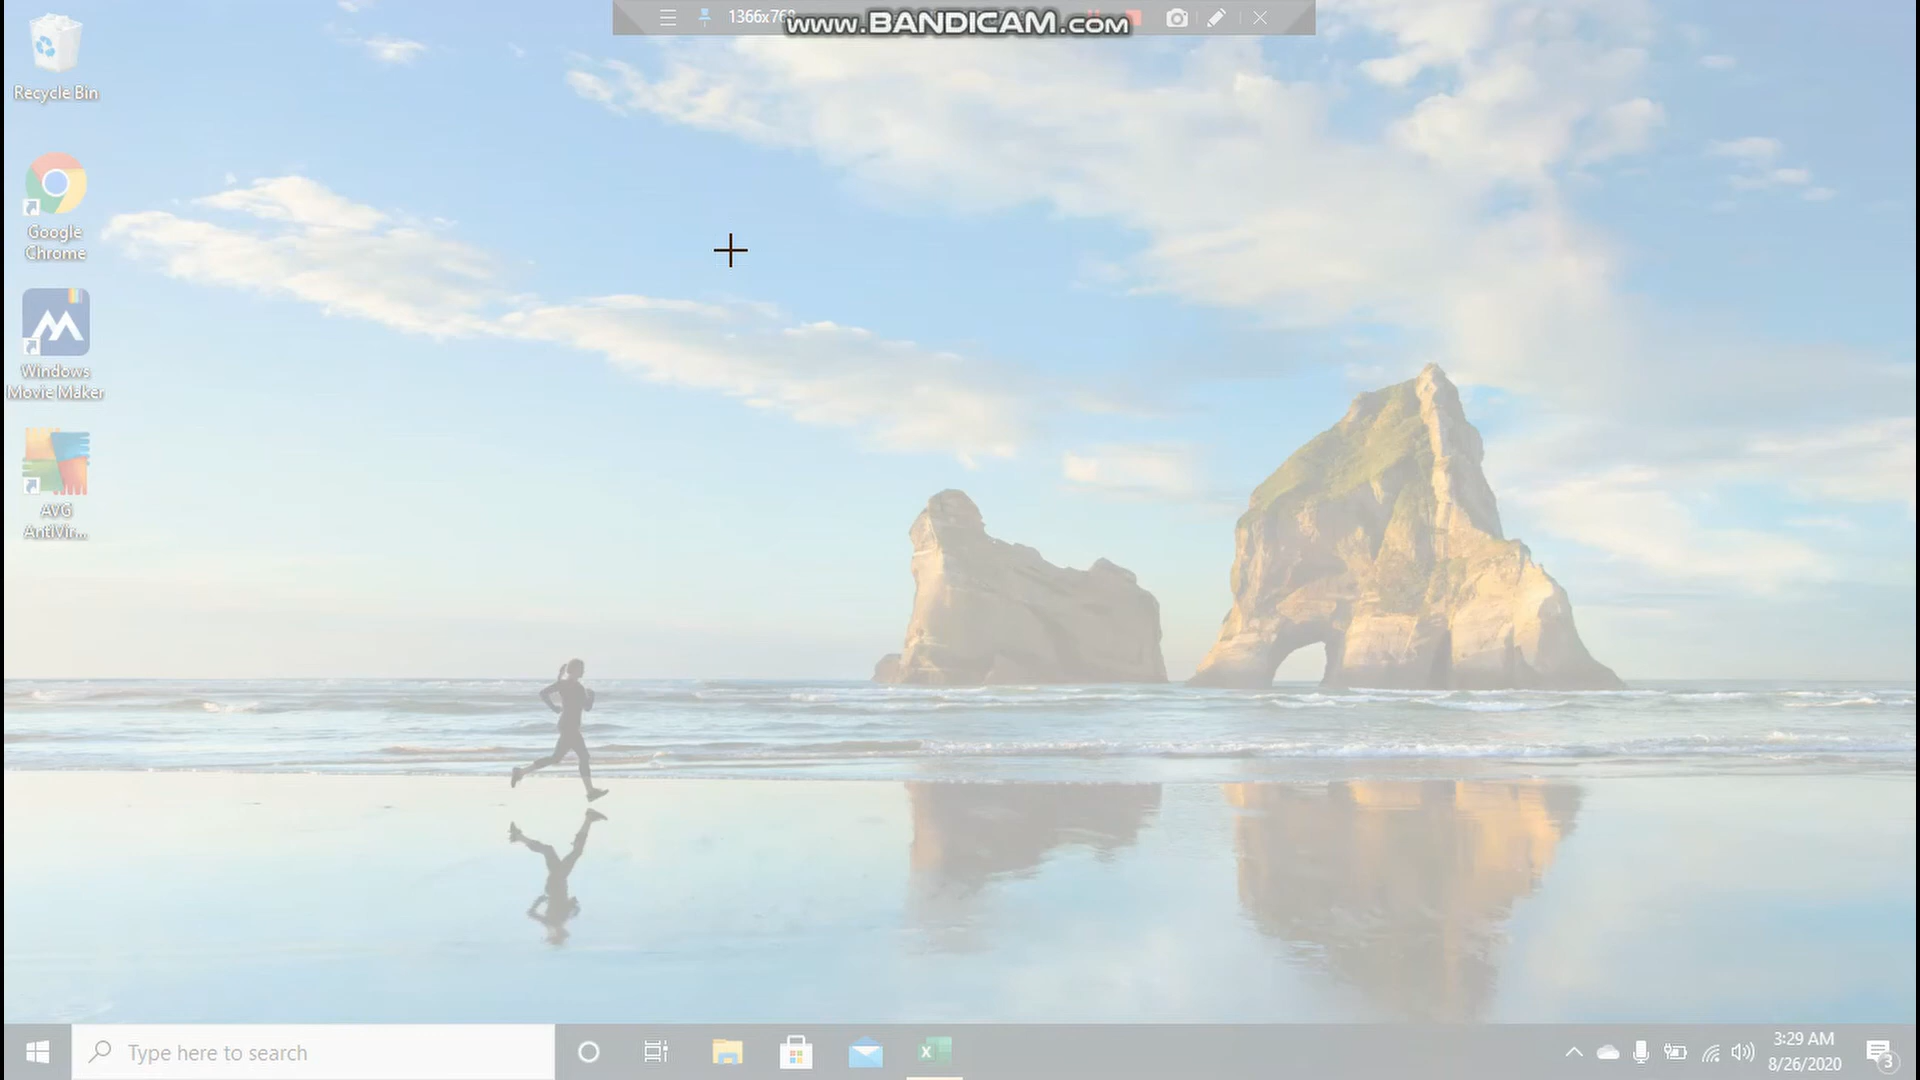 1366x768
www.BANDICAM.com
Recycle Bin
Google
Chrome
Windows
Movie Maker
AVG
AntiVir...
Type here to search
3:29 AM
8/26/2020
3